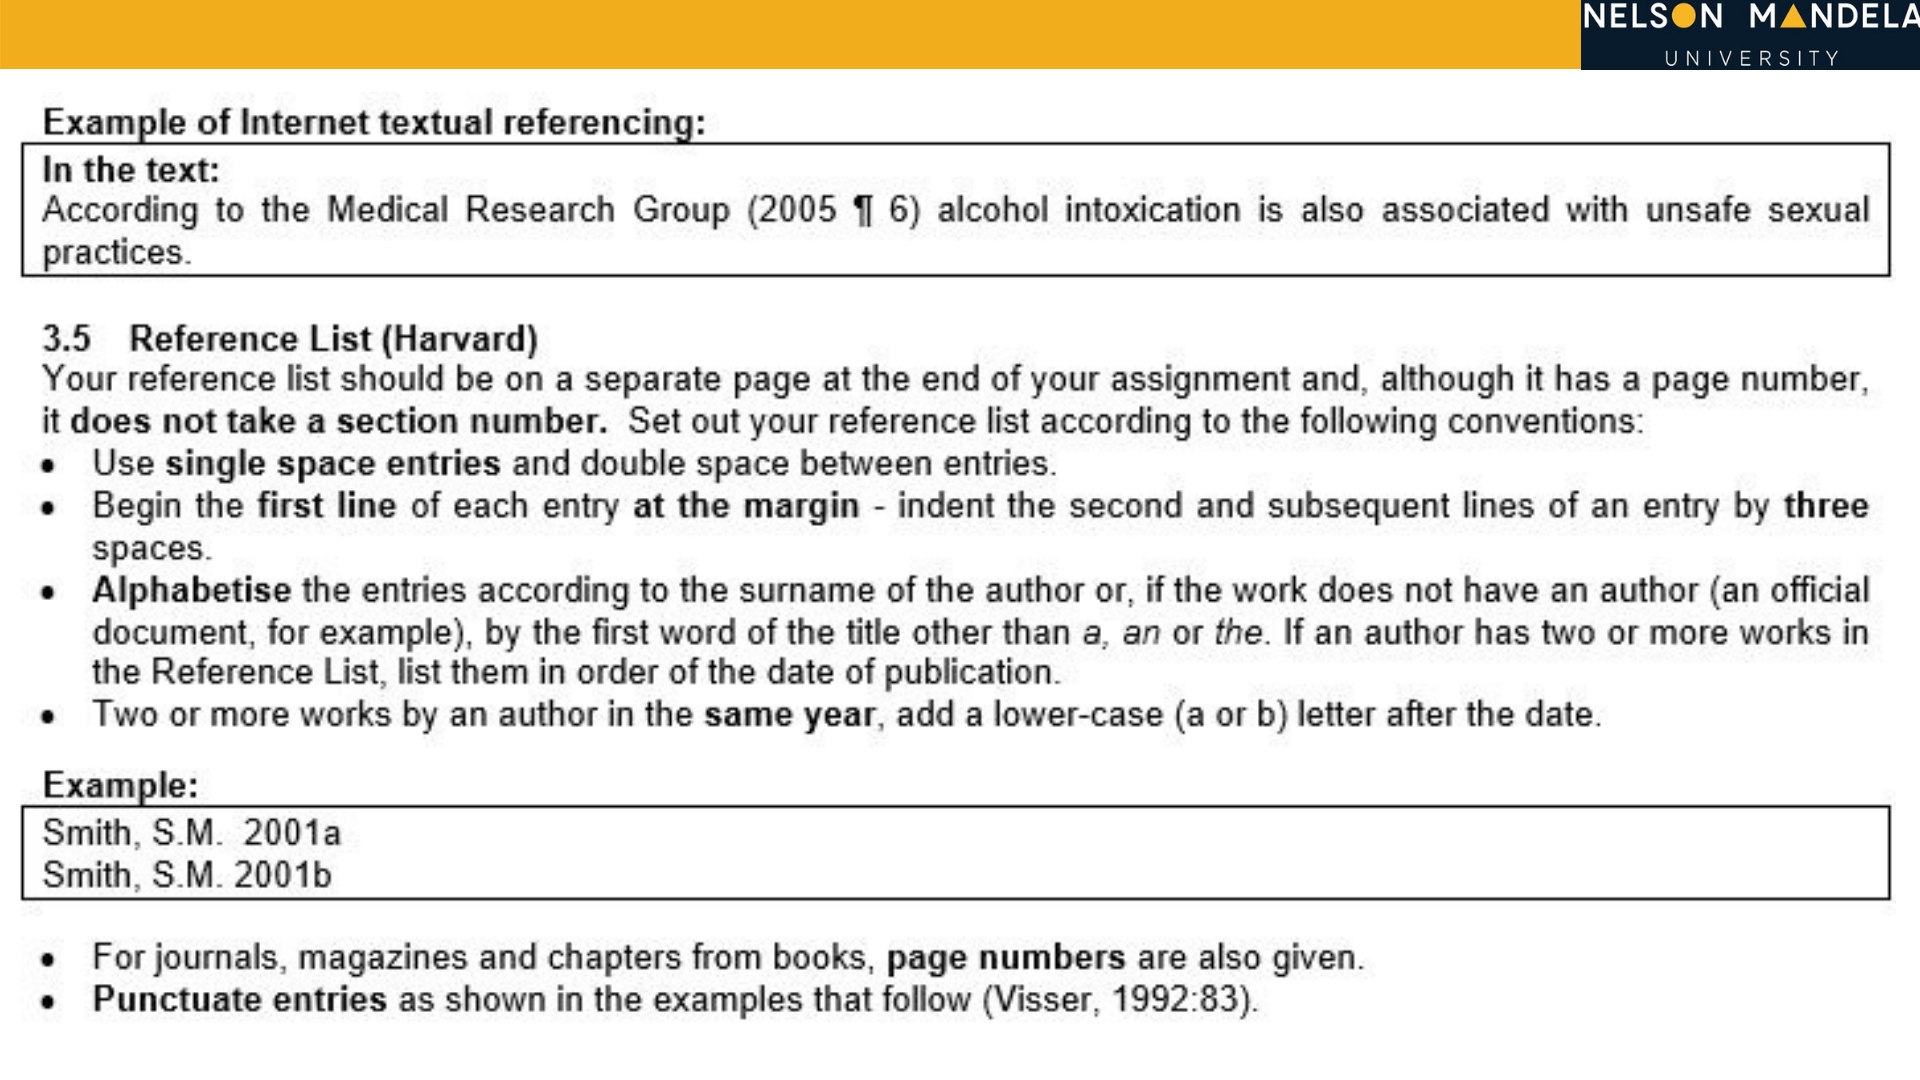 NELSON MANDELA
UNIVERSITY
Example of Internet textual referencing:
In the text:
According to the Medical Research Group (2005 ¶ 6) alcohol intoxication is also associated with unsafe sexual
practices.
3.5 Reference List (Harvard)
Your reference list should be on a separate page at the end of your assignment and, although it has a page number,
it does not take a section number. Set out your reference list according to the following conventions:
• Use single space entries and double space between entries.
• Begin the first line of each entry at the margin - indent the second and subsequent lines of an entry by three
spaces.
• Alphabetise the entries according to the surname of the author or, if the work does not have an author (an official
document, for example), by the first word of the title other than a, an or the. If an author has two or more works in
the Reference List, list them in order of the date of publication.
• Two or more works by an author in the same year, add a lower-case (a or b) letter after the date.
Example:
Smith, S.M. 2001a
Smith, S.M. 2001b
• For journals, magazines and chapters from books, page numbers are also given.
• Punctuate entries as shown in the examples that follow (Visser, 1992:83).